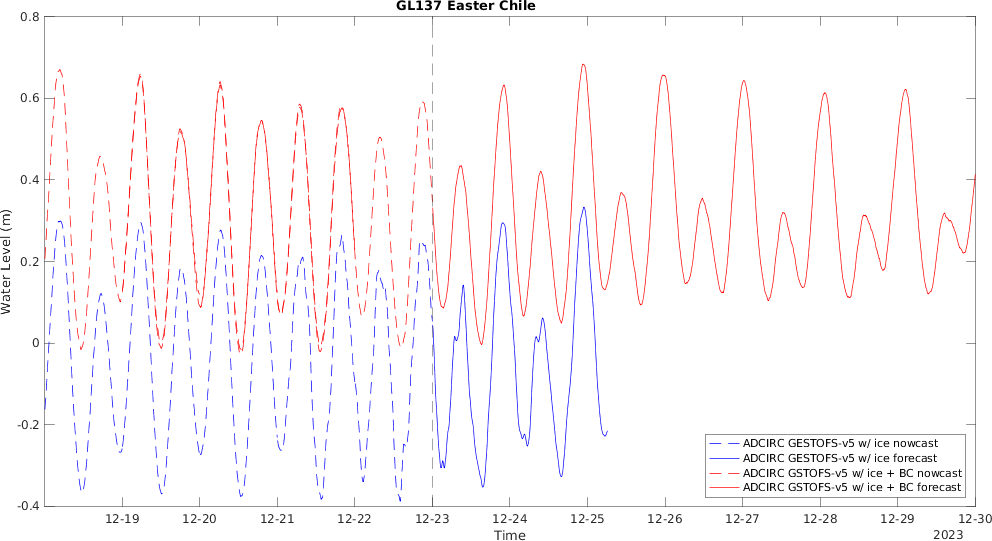 GL137 Easter Chile
0.8
0.6
0.4
0.2
0
-0.2
-0.4
Water Level (m)
12-19 12-20 12-21 12-22 12-23 12-24 12-25 12-26 12-27 12-28 12-29 12-30
Time
2023
ADCIRC GESTOFS-v5 w/ ice nowcast
ADCIRC GESTOFS-v5 w/ ice forecast
ADCIRC GSTOFS-v5 w/ ice + BC nowcast
ADCIRC GSTOFS-v5 w/ ice + BC forecast